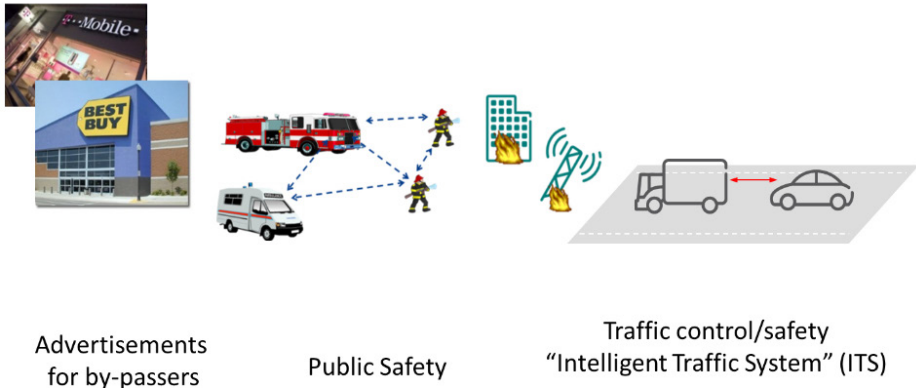 T··Mobile·
BEST
BUY
Advertisements
for by-passers
Public Safety
Traffic control/safety
“Intelligent Traffic System” (ITS)